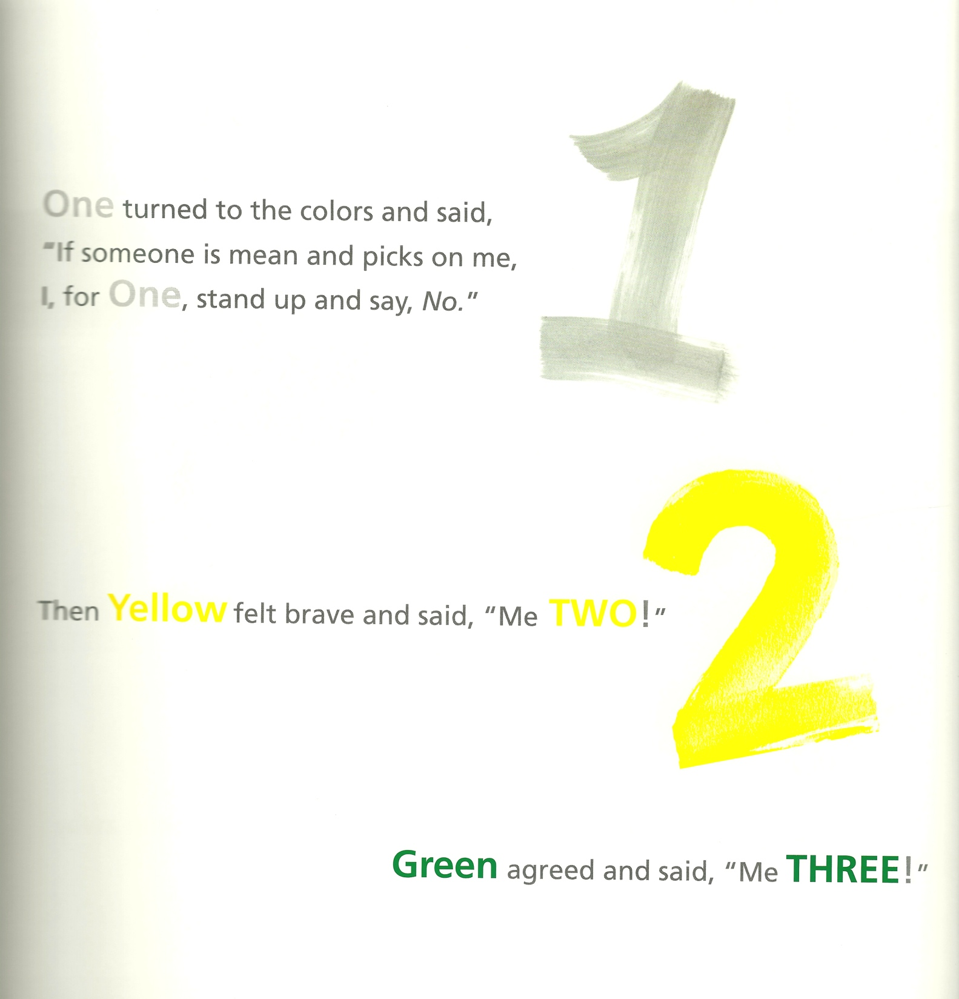 1
One turned to the colors and said,
“If someone is mean and picks on me,
I, for One, stand up and say, No.”
2
Then Yellow felt brave and said, “Me TWO!”
Green agreed and said, “Me THREE!”